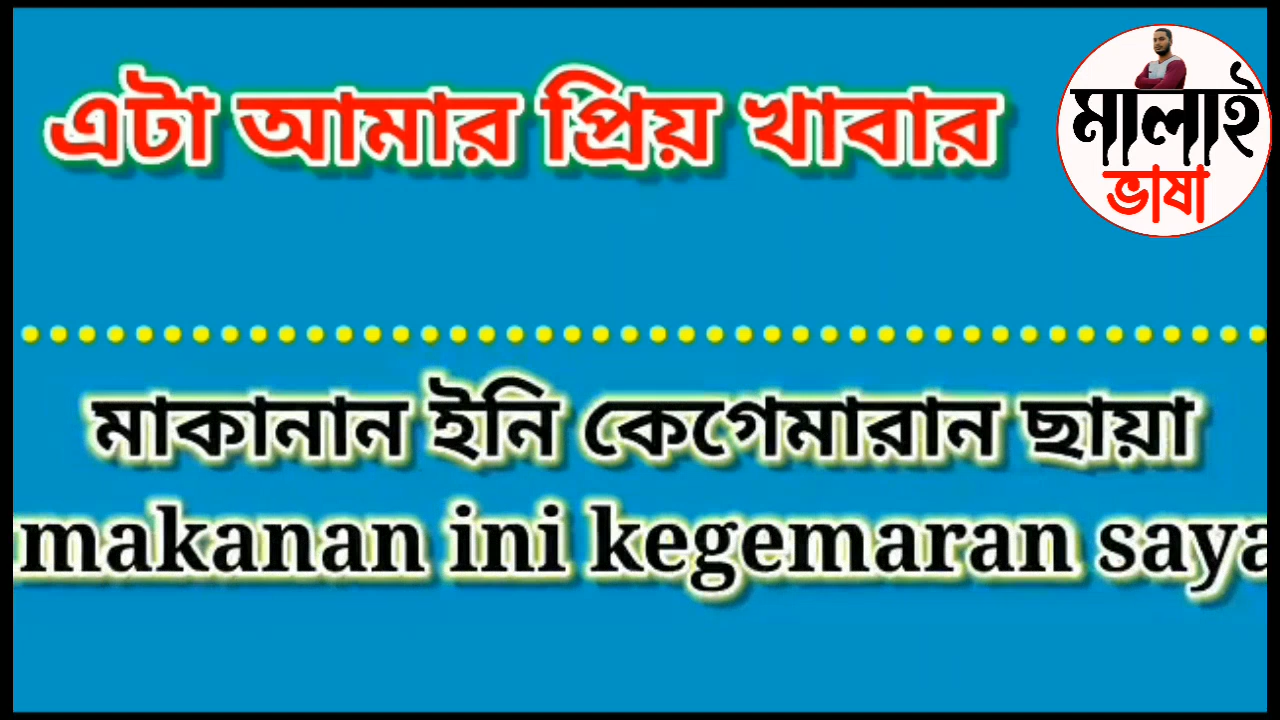 এটা আমার প্রিয় খাবার
মালাই
ভাষা
মাকানান ইনি কেগেমারান ছায়া
makanan ini kegemaran saya